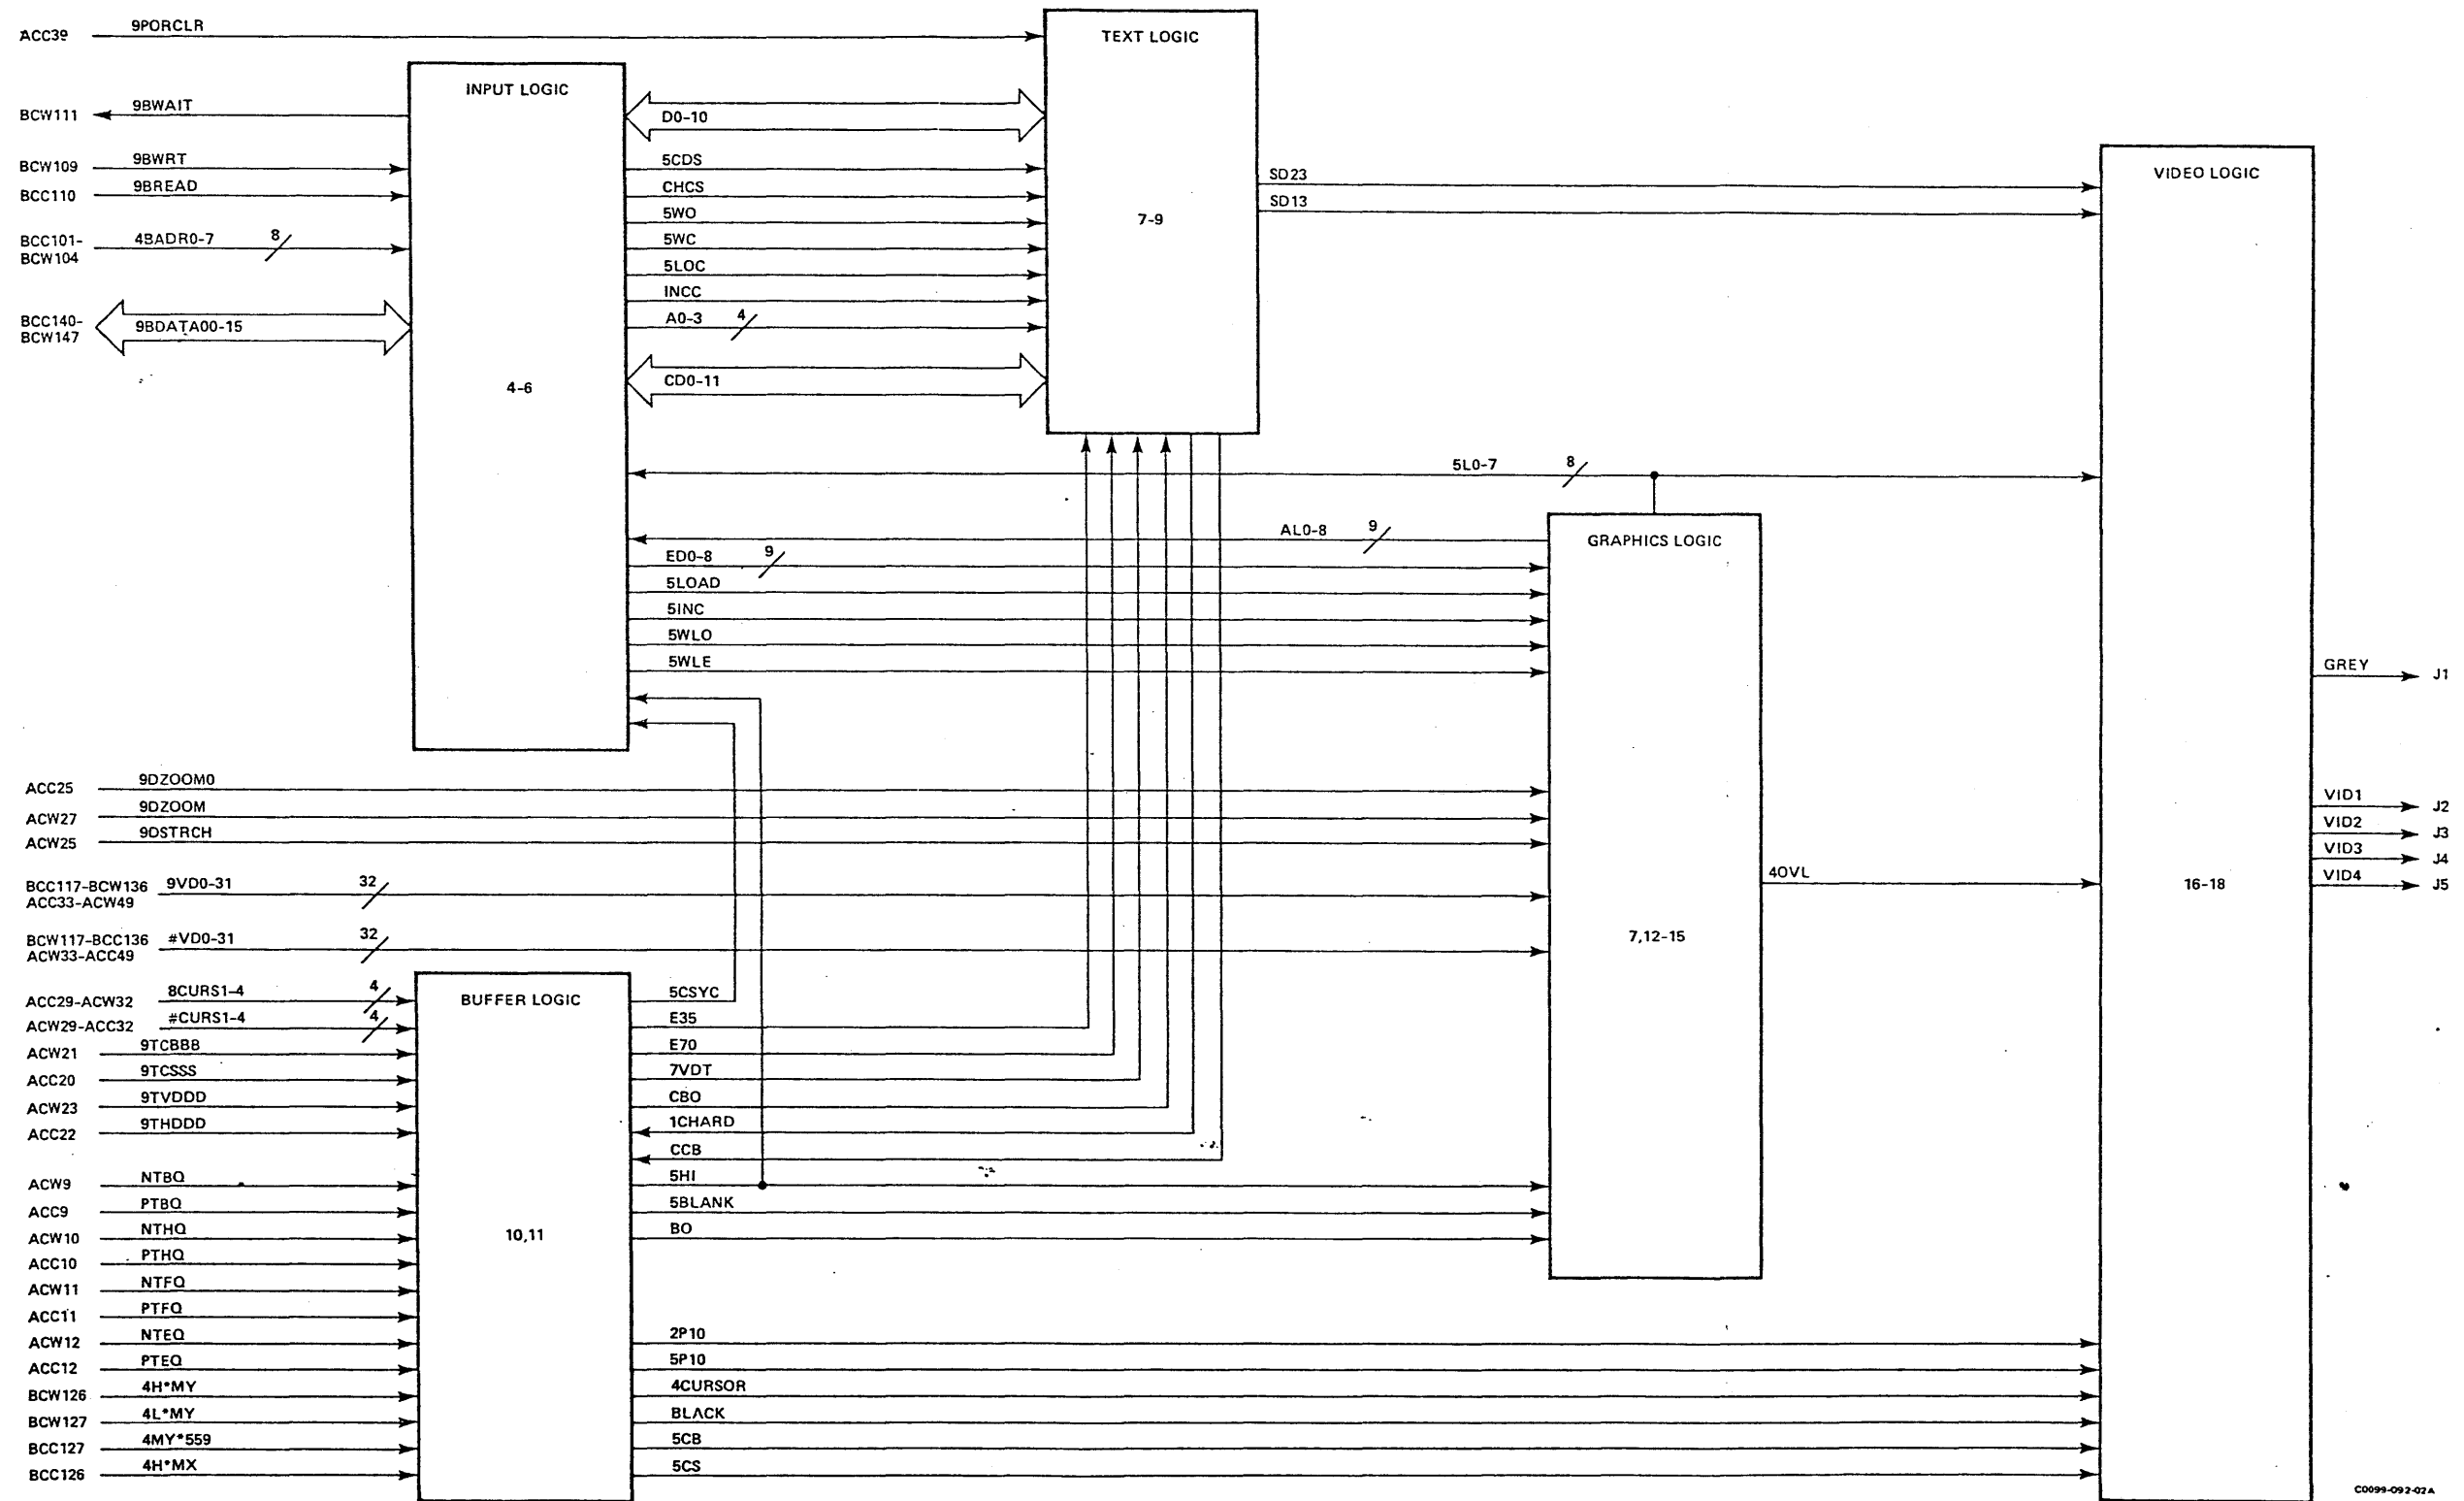 ACC39 9PORCLR
TEXT LOGIC
7-9
INPUT LOGIC
4-6
BCW111 9BWAIT
BCW109 9BWRT
BCC110 9BREAD
BCC101-
BCW104
4BADR0-7 8
BCC140-
BCW147
9BDATA00-15
D0-10
5CDS
CHCS
5WO
5WC
5LOC
INCC
A0-3 4
CD0-11
SD23
SD13
VIDEO LOGIC
16-18
5L0-7 8
AL0-8 9
ED0-8 9
5LOAD
5INC
5WLO
5WLE
GRAPHICS LOGIC
7,12-15
GREY J1
VID1 J2
VID2 J3
VID3 J4
VID4 J5
4OVL
ACC25 9DZOOM0
ACW27 9DZOOM
ACW25 9DSTRCH
BCC117-BCW136 9VD0-31 32
ACC33-ACW49
BCW117-BCC136 #VD0-31 32
ACW33-ACC49
BUFFER LOGIC
10,11
ACC29-ACW32 8CURS1-4 4
ACW29-ACC32 #CURS1-4 4
ACW21 9TCBBB
ACC20 9TCSSS
ACW23 9TVDDD
ACC22 9THDDD
ACW9 NTBQ
ACC9 PTBQ
ACW10 NTHQ
ACC10 PTHQ
ACW11 NTFQ
ACC11 PTFQ
ACW12 NTEQ
ACC12 PTEQ
BCW126 4H*MY
BCW127 4L*MY
BCC127 4MY*559
BCC126 4H*MX
5CSYC
E35
E70
7VDT
CBO
1CHARD
CCB
5HI
5BLANK
BO
2P10
5P10
4CURSOR
BLACK
5CB
5CS
C0099-092-02A